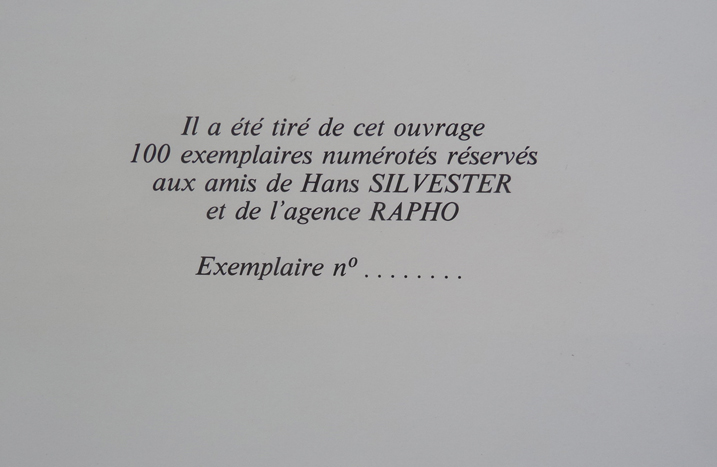 Il a été tiré de cet ouvrage
100 exemplaires numérotés réservés
aux amis de Hans SILVESTER
et de l'agence RAPHO
Exemplaire nº ........